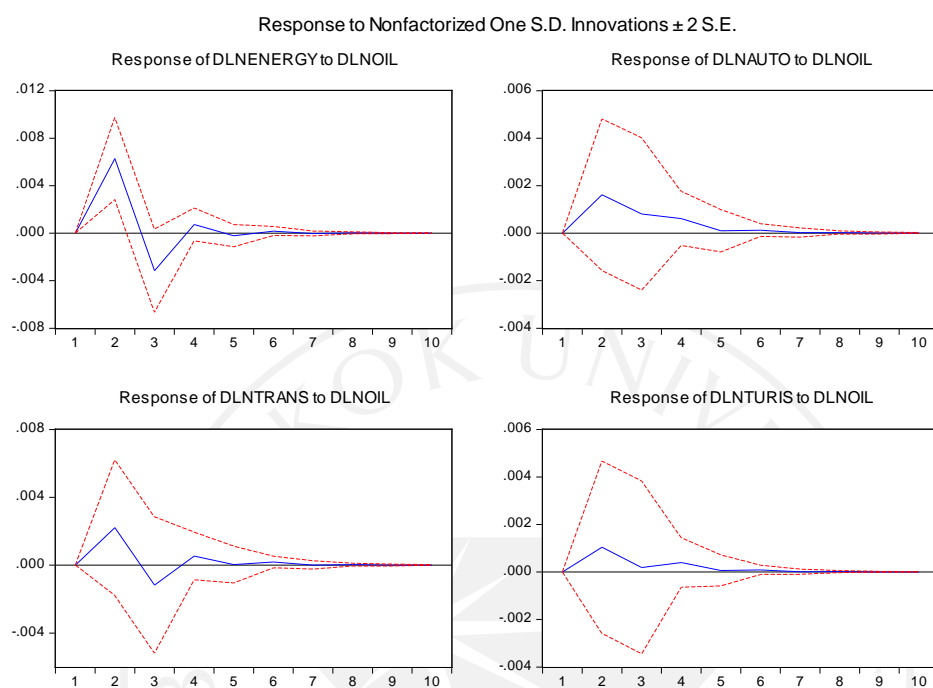 Response to Nonfactorized One S.D. Innovations ± 2 S.E.
Response of DLNENERGY to DLNOIL
.012
.008
.004
.000
-.004
-.008
1 2 3 4 5 6 7 8 9 10
Response of DLNAUTO to DLNOIL
.006
.004
.002
.000
-.002
-.004
1 2 3 4 5 6 7 8 9 10
Response of DLNTRANS to DLNOIL
.008
.004
.000
-.004
1 2 3 4 5 6 7 8 9 10
Response of DLNTURIS to DLNOIL
.006
.004
.002
.000
-.002
-.004
1 2 3 4 5 6 7 8 9 10
KOK UNIV